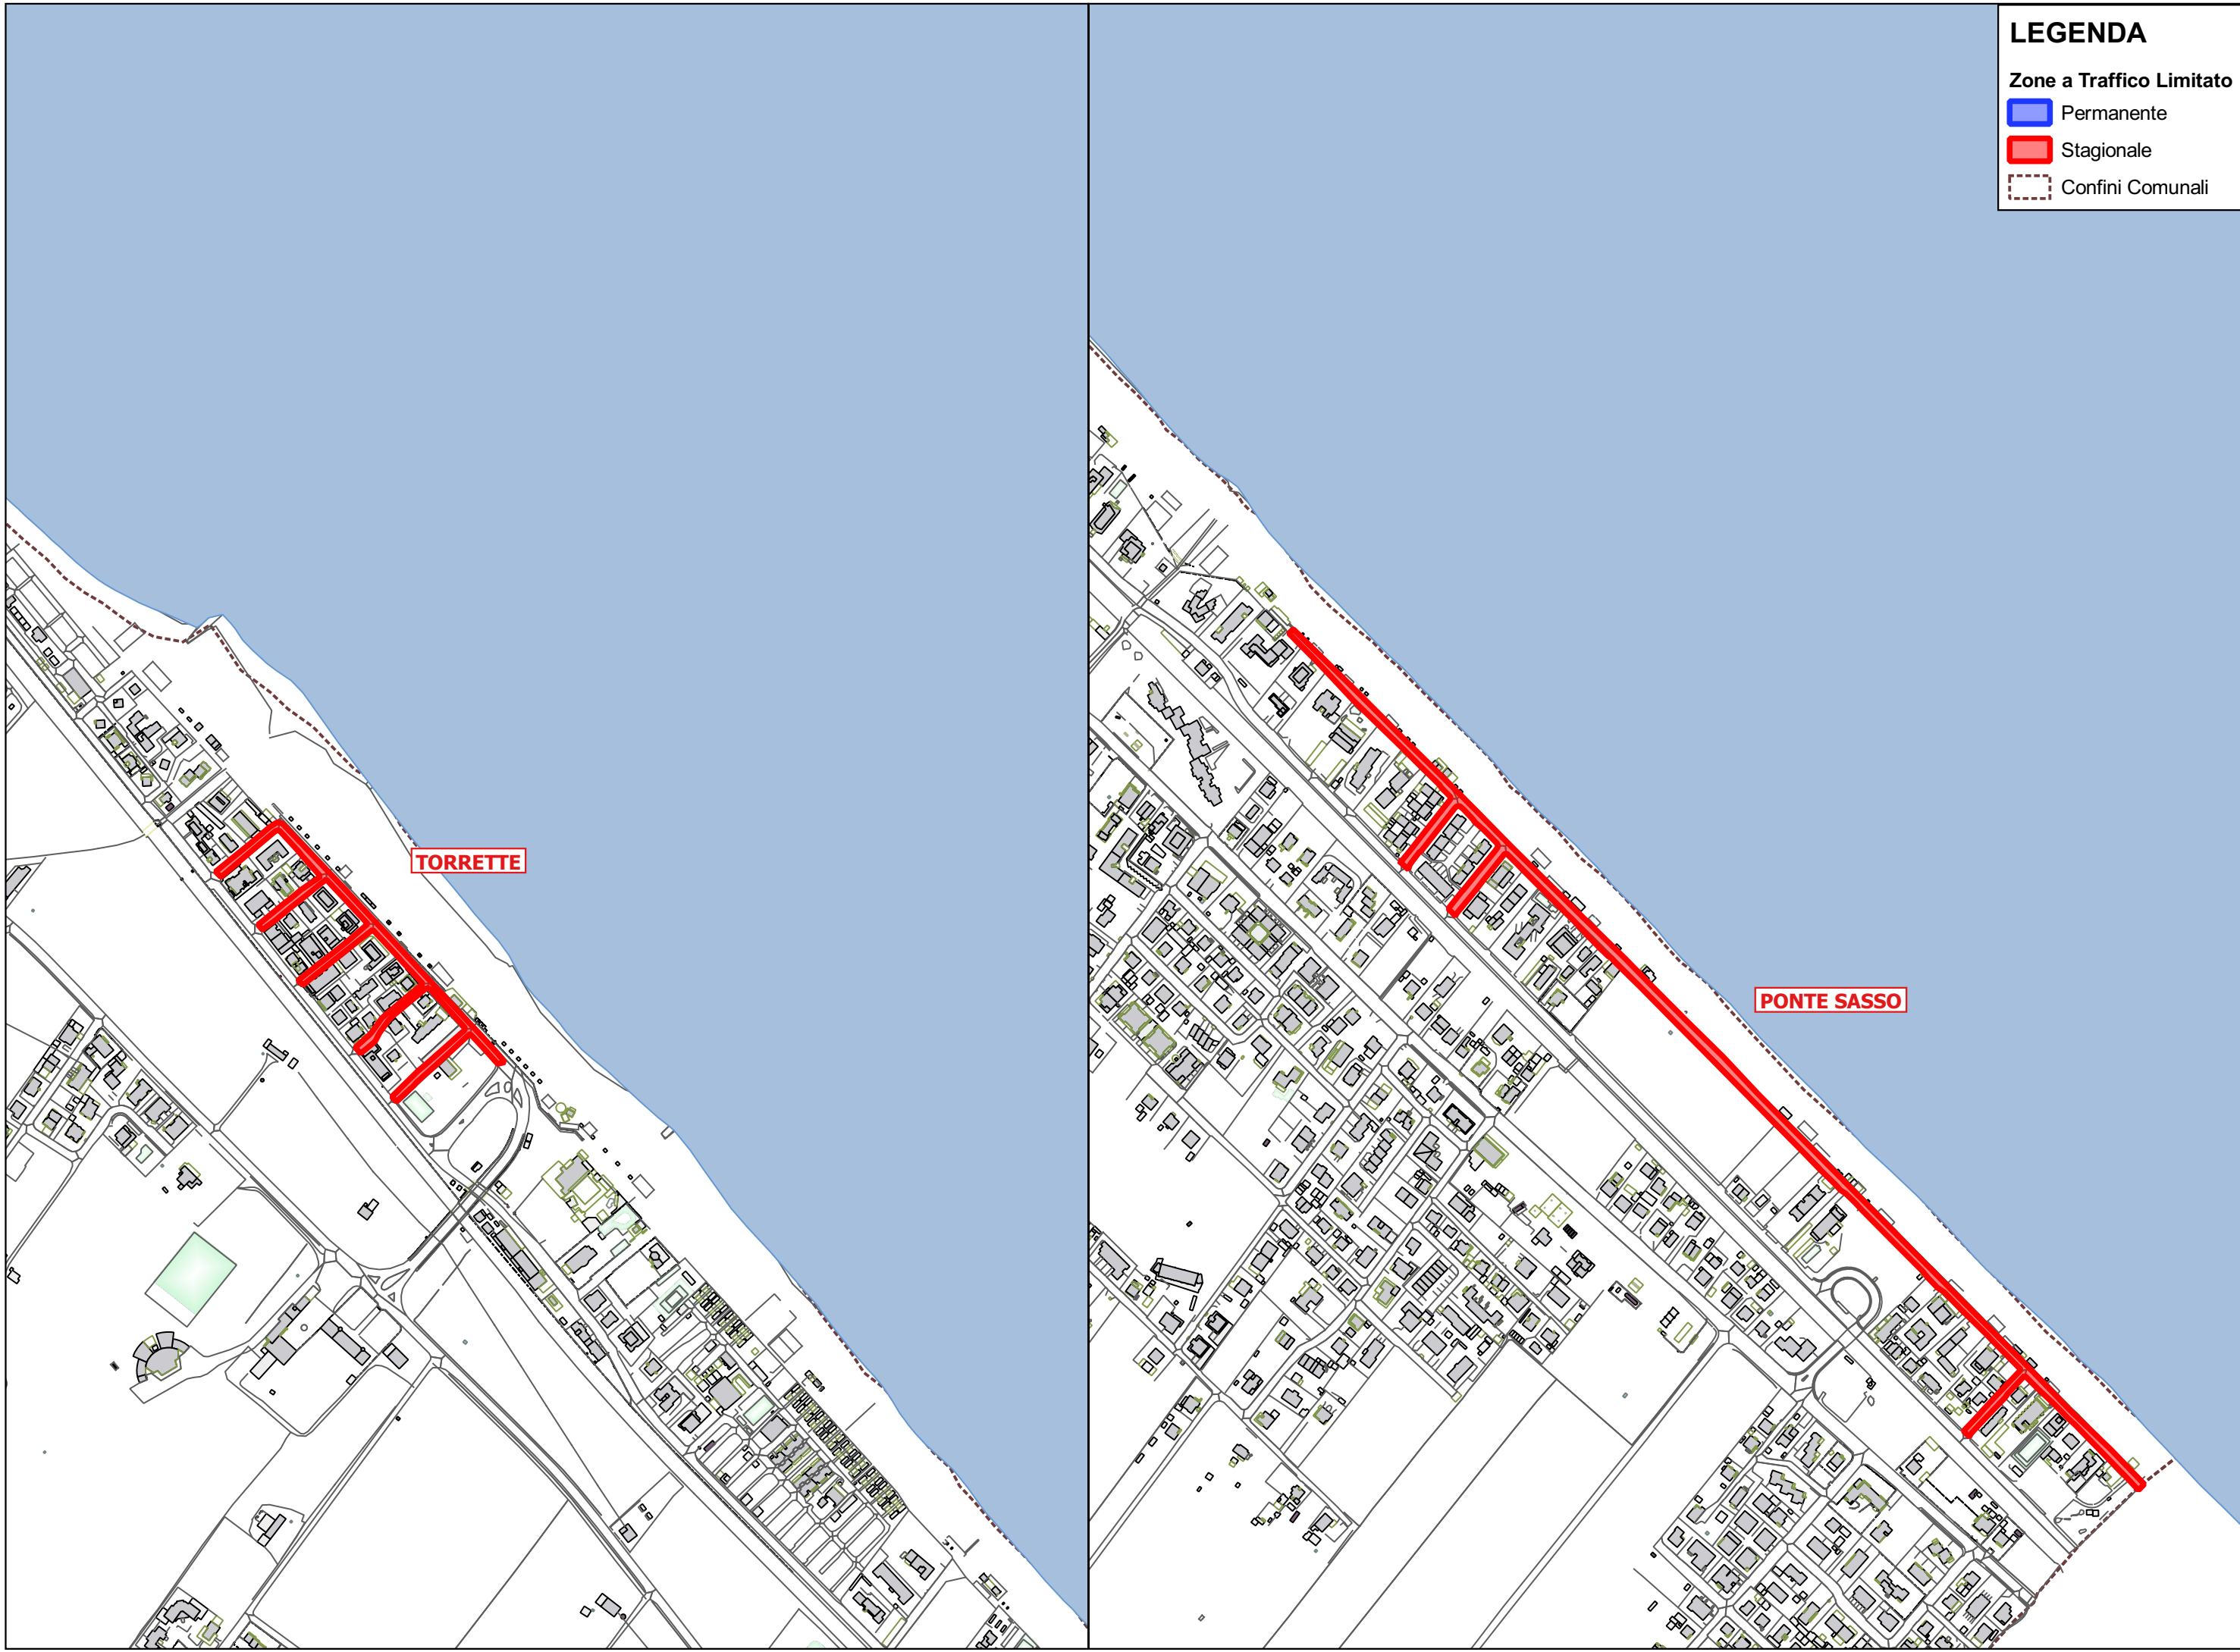 LEGENDA
Zone a Traffico Limitato
Permanente
Stagionale
Confini Comunali
TORRETTE
PONTE SASSO